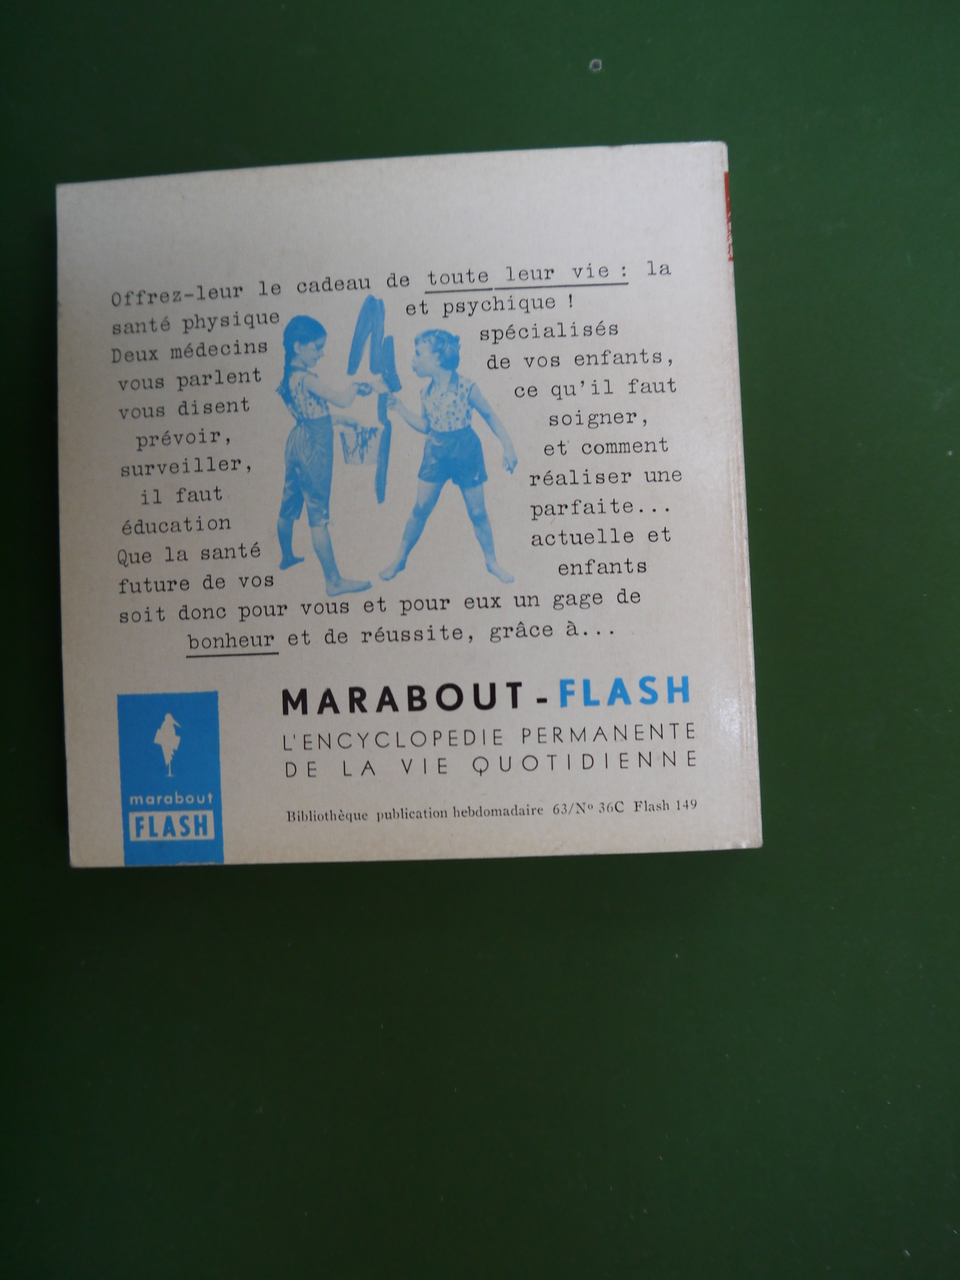 Offrez-leur le cadeau de toute leur vie : la
santé physique et psychique !
Deux médecins spécialisés
vous parlent de vos enfants,
vous disent ce qu'il faut
prévoir, soigner,
surveiller, et comment
il faut réaliser une
éducation parfaite...
Que la santé actuelle et
future de vos enfants
soit donc pour vous et pour eux un gage de
bonheur et de réussite, grâce à...
MARABOUT-FLASH
L'ENCYCLOPEDIE PERMANENTE
DE LA VIE QUOTIDIENNE
marabout
FLASH
Bibliothèque publication hebdomadaire 63/Nº 36C Flash 149